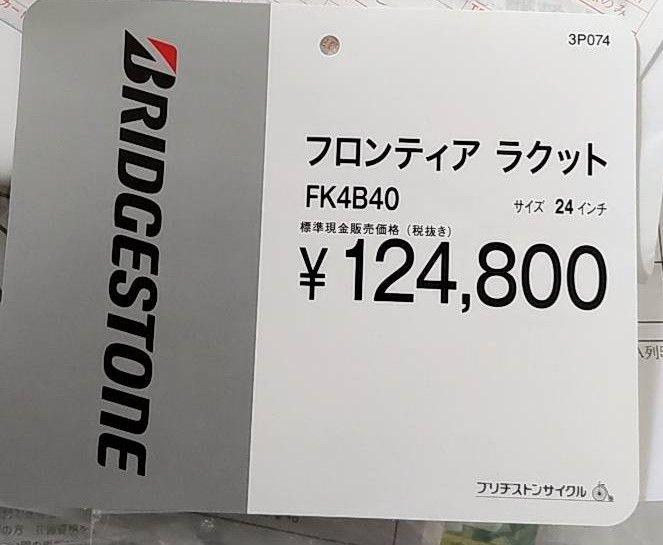 BRIDGESTONE
3P074
フロンティア ラクット
FK4B40 サイズ 24 インチ
標準現金販売価格（税抜き）
¥124,800
ブリヂストンサイクル